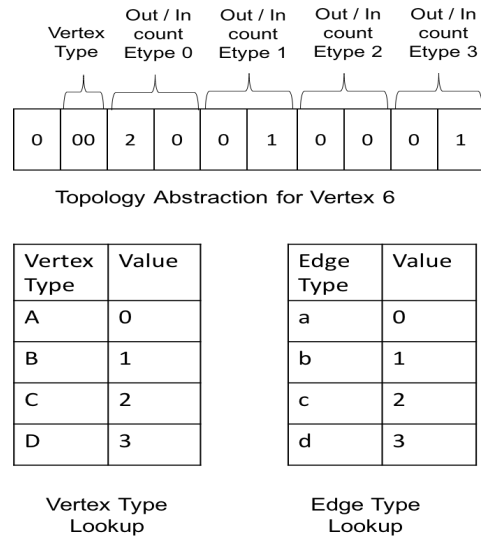 Vertex Type
Out / In count Etype 0
Out / In count Etype 1
Out / In count Etype 2
Out / In count Etype 3
0 00 2 0 0 1 0 0 0 1
Topology Abstraction for Vertex 6
Vertex Type Value
A 0
B 1
C 2
D 3
Vertex Type Lookup
Edge Type Value
a 0
b 1
c 2
d 3
Edge Type Lookup